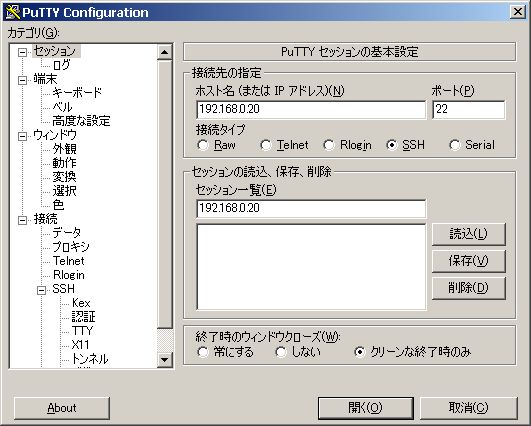 PuTTY Configuration
カテゴリ(G):
セッション
ログ
端末
キーボード
ベル
高度な設定
ウィンドウ
外観
動作
変換
選択
色
接続
データ
プロキシ
Telnet
Rlogin
SSH
Kex
認証
TTY
X11
トンネル
PuTTY セッションの基本設定
接続先の指定
ホスト名 (または IP アドレス)(N) ポート(P)
192.168.0.20 22
接続タイプ
Raw Telnet Rlogin SSH Serial
セッションの読込、保存、削除
セッション一覧(E)
192.168.0.20
読込(L)
保存(V)
削除(D)
終了時のウィンドウクローズ(W):
常にする しない クリーンな終了時のみ
About 開く(O) 取消(C)